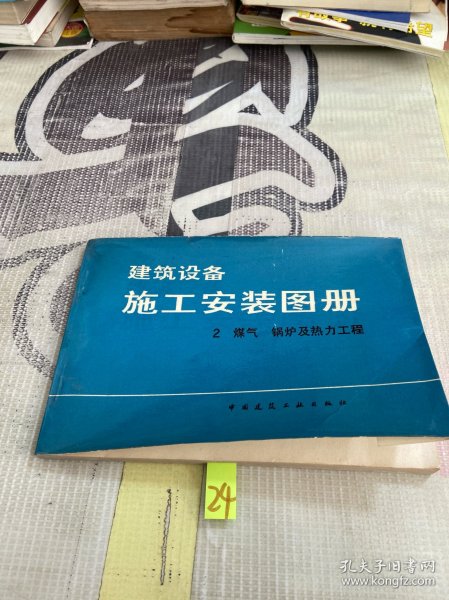 望
建筑设备
施工安装图册
2 煤气 锅炉及热力工程
中国建筑工业出版社
24
孔夫子旧书网
www.kongfz.com